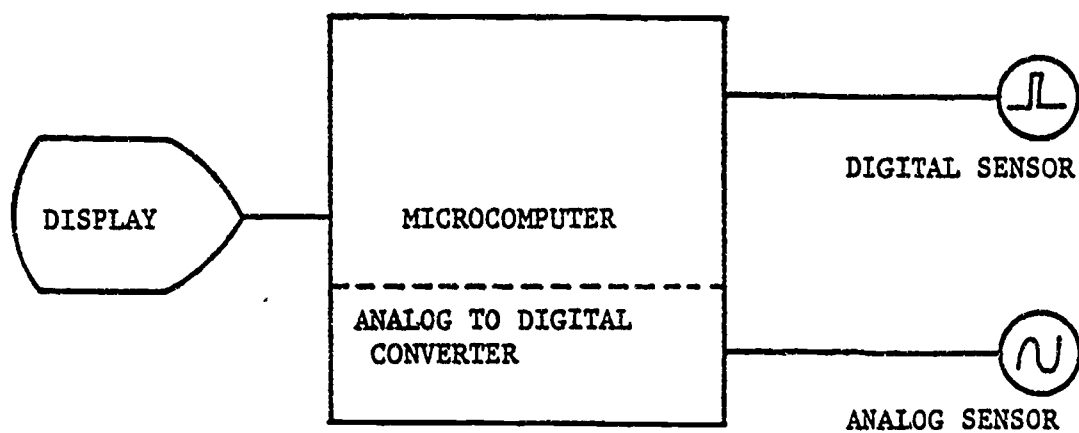 DIGITAL SENSOR
DISPLAY
MICROCOMPUTER
ANALOG TO DIGITAL
CONVERTER
ANALOG SENSOR